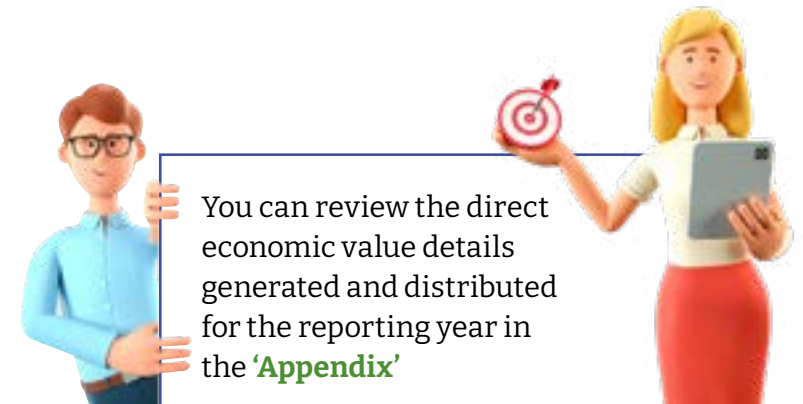 You can review the direct
economic value details
generated and distributed
for the reporting year in
the ‘Appendix’